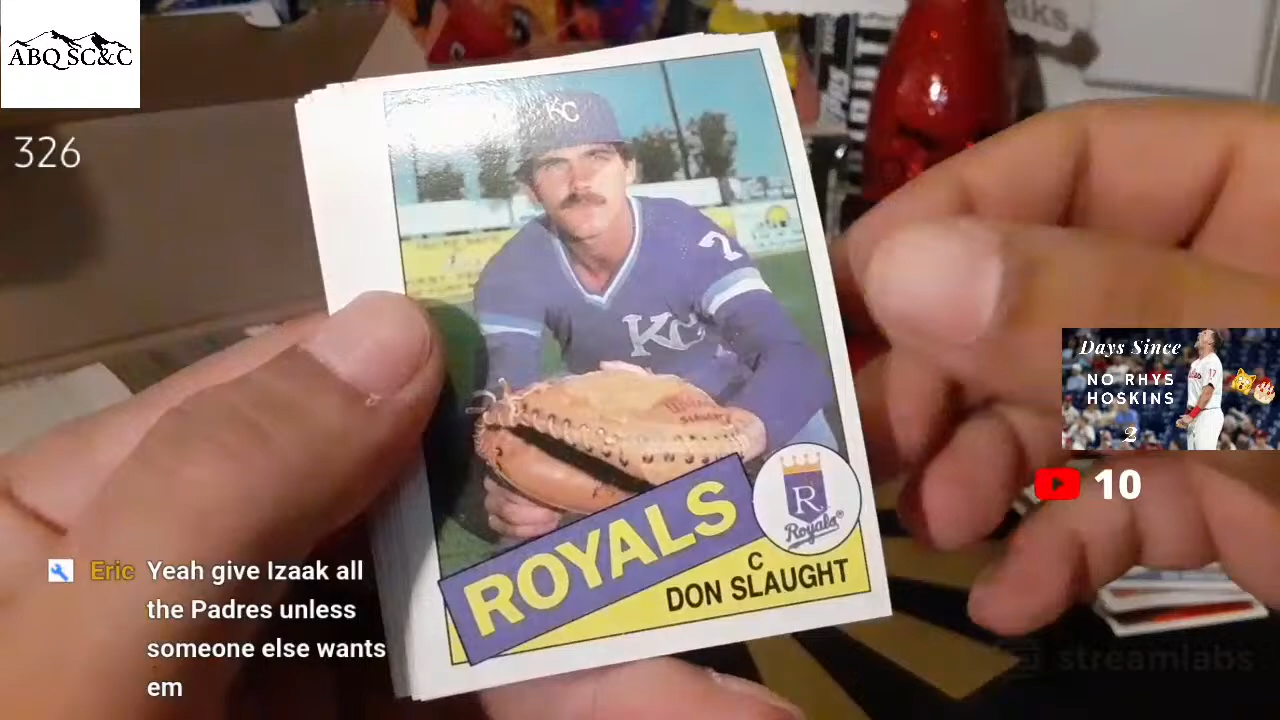 ABQ SC&C
326
KC
2
KC
ROYALS
R
Royals®
C
DON SLAUGHT
Days Since
NO RHYS
HOSKINS
2
10
Eric Yeah give Izaak all
the Padres unless
someone else wants
em
streamlabs